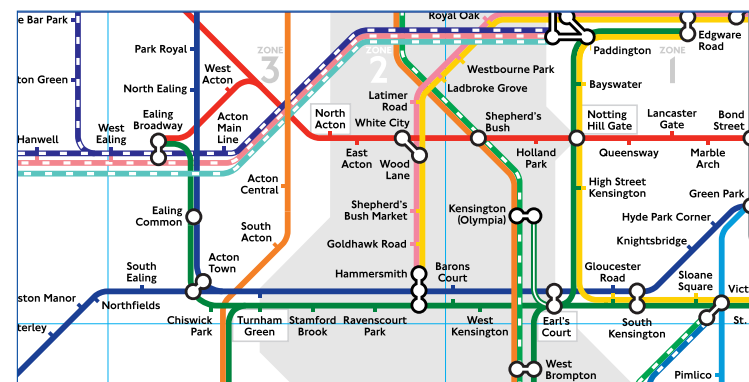 e Bar Park
Royal Oak
Edgware
Road
Park Royal
ZONE
3
ZONE
2
ZONE
1
Paddington
ton Green
West
Acton
North Ealing
Westbourne Park
Ladbroke Grove
Bayswater
Latimer
Road
Ealing
Broadway
Acton
Main
Line
North
Acton
White City
Shepherd's
Bush
Notting
Hill Gate
Lancaster
Gate
Bond
Street
Hanwell
West
Ealing
East
Acton
Wood
Lane
Holland
Park
Queensway
Marble
Arch
Acton
Central
High Street
Kensington
Green Park
Ealing
Common
Shepherd's
Bush Market
Kensington
(Olympia)
Hyde Park Corner
South
Acton
Goldhawk Road
Knightsbridge
Acton
Town
South
Ealing
Hammersmith
Barons
Court
Gloucester
Road
Sloane
Square
Vict
ston Manor
Northfields
Chiswick
Park
Turnham
Green
Stamford
Brook
Ravenscourt
Park
West
Kensington
Earl's
Court
South
Kensington
St.
terley
West
Brompton
Pimlico